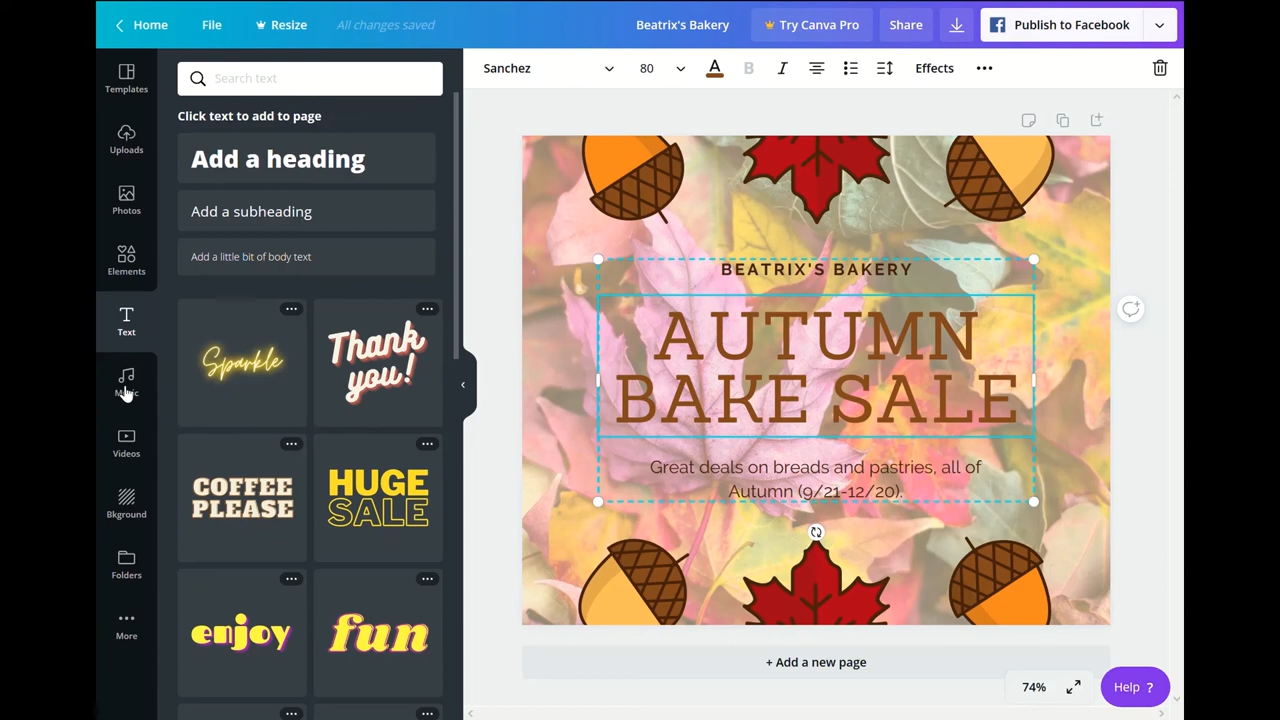 Home
File
Resize
All changes saved
Beatrix's Bakery
Try Canva Pro
Share
Publish to Facebook
Templates
Uploads
Photos
Elements
Text
Videos
Bkground
Folders
More
Search text
Click text to add to page
Add a heading
Add a subheading
Add a little bit of body text
Sparkle
Thank
you!
COFFEE
PLEASE
HUGE
SALE
enjoy
fun
Sanchez
80
A
B
I
Effects
BEATRIX'S BAKERY
AUTUMN
BAKE SALE
Great deals on breads and pastries, all of
Autumn (9/21-12/20).
+ Add a new page
74%
Help ?